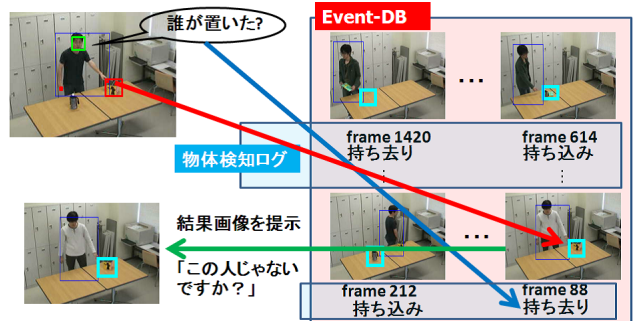 誰が置いた?
Event-DB
...
frame 1420
持ち去り
⋮
frame 614
持ち込み
⋮
物体検知ログ
結果画像を提示
「この人じゃない
ですか？」
...
frame 212
持ち込み
frame 88
持ち去り